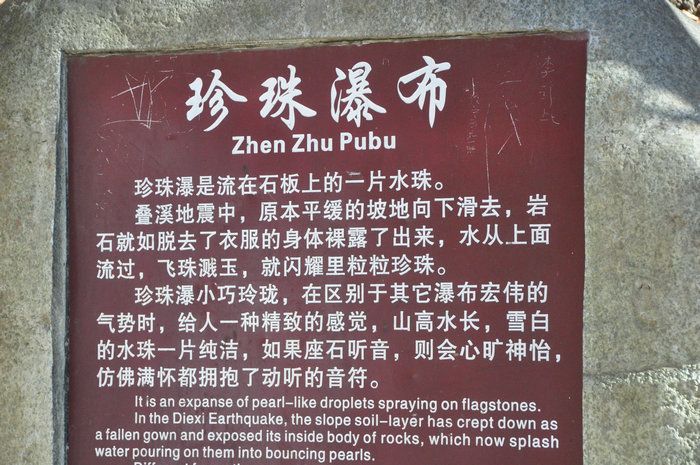 珍珠瀑布
Zhen Zhu Pubu
珍珠瀑是流在石板上的一片水珠。
叠溪地震中，原本平缓的坡地向下滑去，岩
石就如脱去了衣服的身体裸露了出来，水从上面
流过，飞珠溅玉，就闪耀里粒粒珍珠。
珍珠瀑小巧玲珑，在区别于其它瀑布宏伟的
气势时，给人一种精致的感觉，山高水长，雪白
的水珠一片纯洁，如果座石听音，则会心旷神怡，
仿佛满怀都拥抱了动听的音符。
It is an expanse of pearl-like droplets spraying on flagstones.
In the Diexi Earthquake, the slope soil-layer has crept down as
a fallen gown and exposed its inside body of rocks, which now splash
water pouring on them into bouncing pearls.